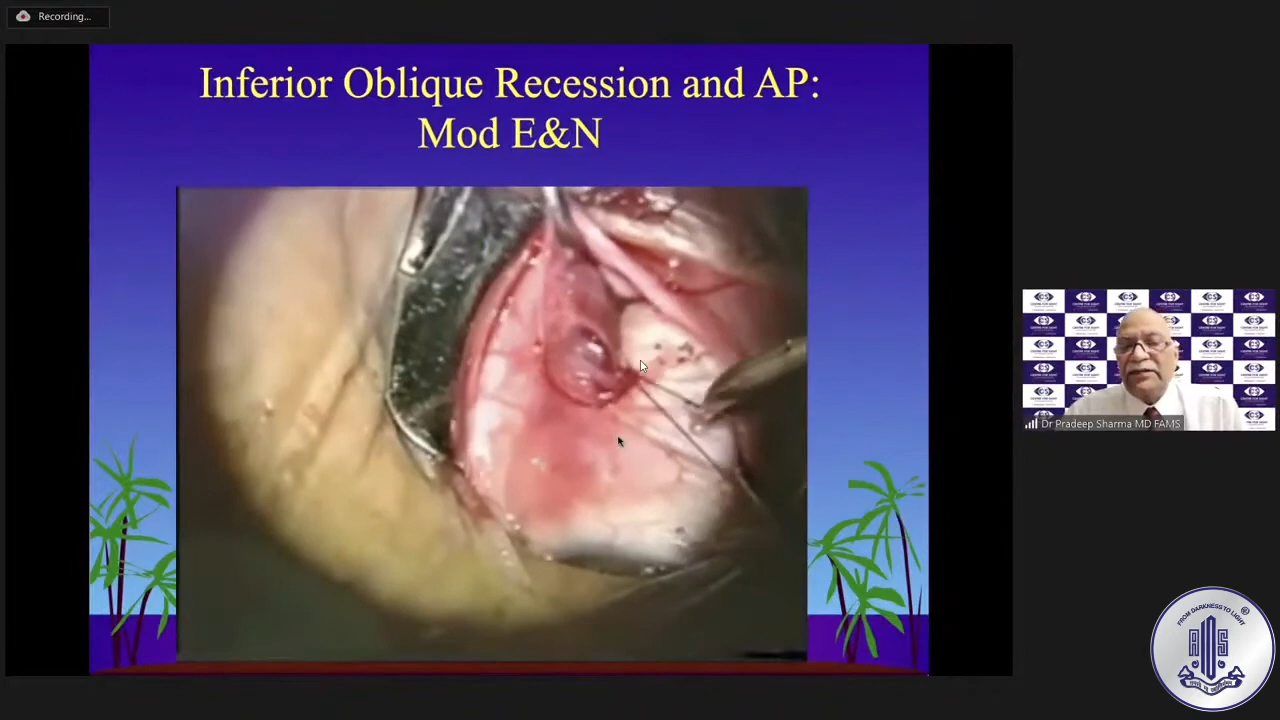 Recording...
Inferior Oblique Recession and AP:
Mod E&N
Dr Pradeep Sharma MD FAMS
FROM DARKNESS TO LIGHT